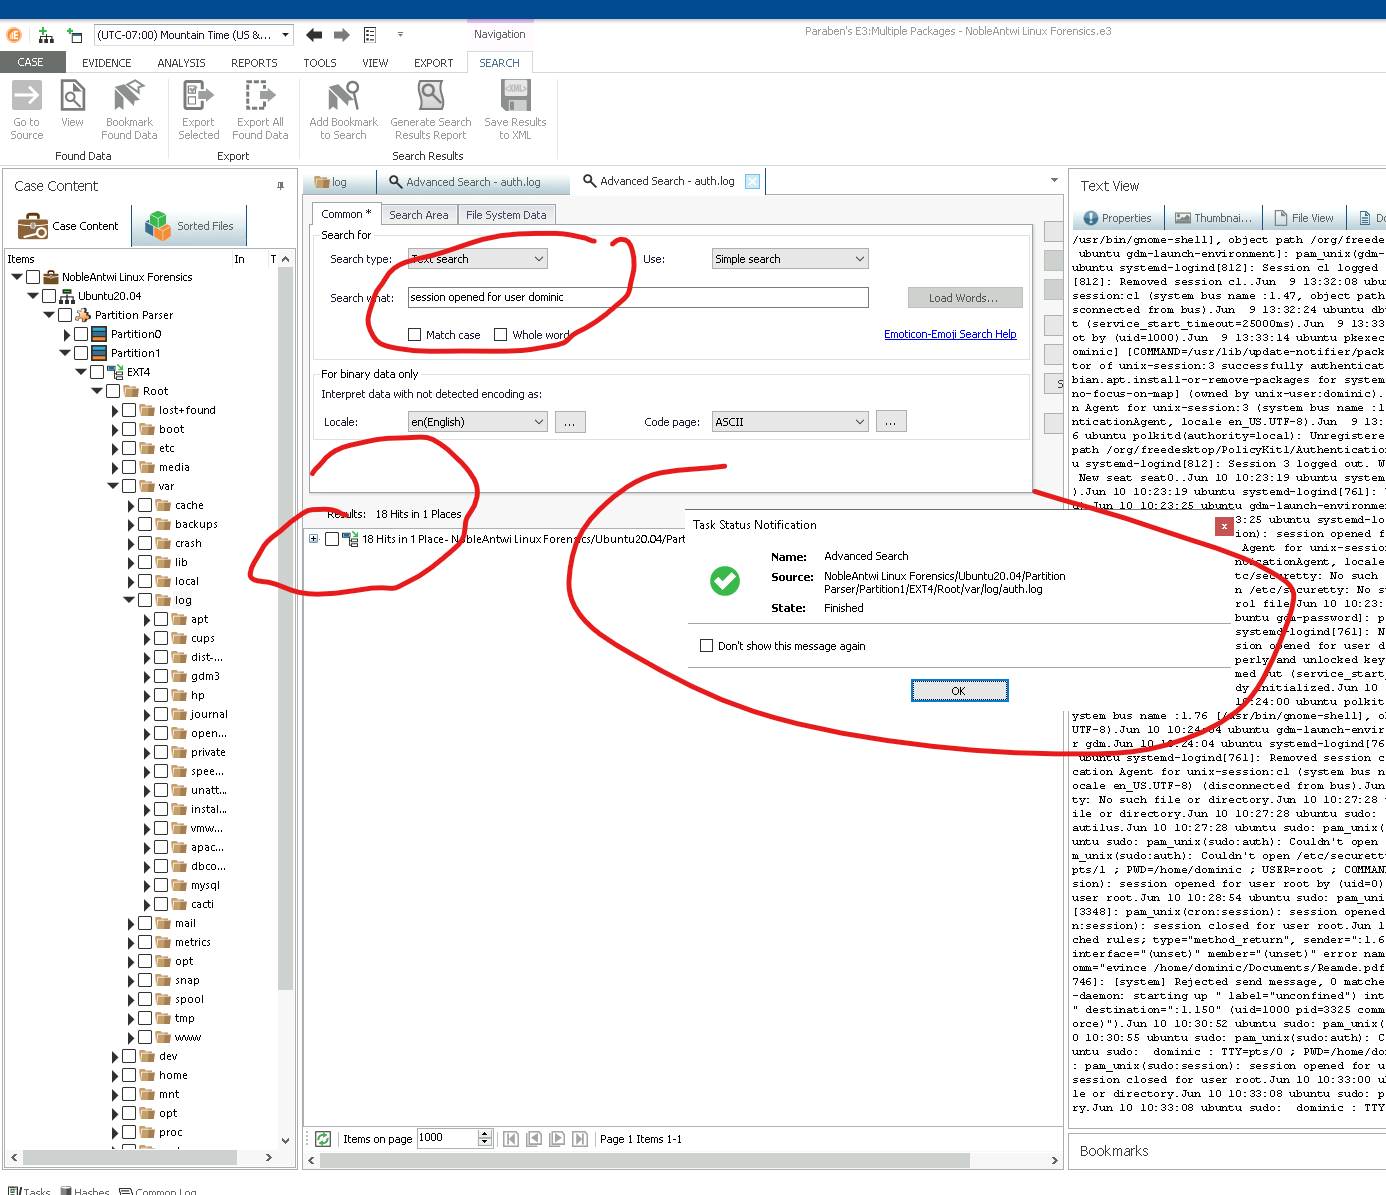 (UTC-07:00) Mountain Time (US &...
Navigation
Paraben's E3:Multiple Packages - NobleAntwi Linux Forensics.e3
CASE EVIDENCE ANALYSIS REPORTS TOOLS VIEW EXPORT SEARCH
Go to Source
View
Bookmark Found Data
Export Selected
Export All Found Data
Add Bookmark to Search
Generate Search Results Report
Save Results to XML
Found Data Export Search Results
Case Content
Case Content Sorted Files
Items In T
NobleAntwi Linux Forensics
Ubuntu20.04
Partition Parser
Partition0
Partition1
EXT4
Root
lost+found
boot
etc
media
var
cache
backups
crash
lib
local
log
apt
cups
dist-...
gdm3
hp
journal
open...
private
spee...
unatt...
instal...
vmw...
apac...
dbco...
mysql
cacti
mail
metrics
opt
snap
spool
tmp
www
dev
home
mnt
opt
proc
log Advanced Search - auth.log Advanced Search - auth.log
Common * Search Area File System Data
Search for
Search type: Text search Use: Simple search
Search what: session opened for user dominic Load Words...
Match case Whole word
Emoticon-Emoji Search Help
For binary data only
Interpret data with not detected encoding as:
Locale: en(English) ... Code page: ASCII ...
Results: 18 Hits in 1 Places
18 Hits in 1 Place- NobleAntwi Linux Forensics/Ubuntu20.04/Part
Task Status Notification
Name: Advanced Search
Source: NobleAntwi Linux Forensics/Ubuntu20.04/Partition
Parser/Partition1/EXT4/Root/var/log/auth.log
State: Finished
Don't show this message again
OK
Items on page 1000 Page 1 Items 1-1
Text View
Properties Thumbnai... File View Do
/usr/bin/gnome-shell], object path /org/freede
ubuntu gdm-launch-environment]: pam_unix(gdm-
ubuntu systemd-logind[812]: Session c1 logged
[812]: Removed session c1..Jun 9 13:32:08 ubu
session:c1 (system bus name :1.47, object path
sconnected from bus).Jun 9 13:32:24 ubuntu db
t (service_start_timeout=25000ms).Jun 9 13:33
ot by (uid=1000).Jun 9 13:33:14 ubuntu pkexec
ominic] [COMMAND=/usr/lib/update-notifier/pack
tor of unix-session:3 successfully authenticat
bian.apt.install-or-remove-packages for system
no-focus-on-map] (owned by unix-user:dominic).
n Agent for unix-session:3 (system bus name :1
nticationAgent, locale en_US.UTF-8).Jun 9 13:
6 ubuntu polkitd(authority=local): Unregistere
path /org/freedesktop/PolicyKit1/Authenticatio
u systemd-logind[812]: Session 3 logged out. W
New seat seat0..Jun 10 10:23:19 ubuntu system
).Jun 10 10:23:19 ubuntu systemd-logind[761]:
Jun 10 10:23:25 ubuntu gdm-launch-environmen
3:25 ubuntu systemd-lo
ion): session opened f
Agent for unix-sessio
nticationAgent, locale
tc/securetty: No such
n /etc/securetty: No s
rol file.Jun 10 10:23:
buntu gdm-password]: p
systemd-logind[761]: N
sion opened for user d
perly and unlocked key
med out (service_start
dy initialized.Jun 10
10:24:00 ubuntu polkit
ystem bus name :1.76 [/usr/bin/gnome-shell], ob
UTF-8).Jun 10 10:24:04 ubuntu gdm-launch-envir
r gdm.Jun 10 10:24:04 ubuntu systemd-logind[76
ubuntu systemd-logind[761]: Removed session c
cation Agent for unix-session:c1 (system bus n
ocale en_US.UTF-8) (disconnected from bus).Jun
ty: No such file or directory.Jun 10 10:27:28
ile or directory.Jun 10 10:27:28 ubuntu sudo:
autilus.Jun 10 10:27:28 ubuntu sudo: pam_unix(
untu sudo: pam_unix(sudo:auth): Couldn't open
m_unix(sudo:auth): Couldn't open /etc/securett
pts/1 ; PWD=/home/dominic ; USER=root ; COMMAN
sion): session opened for user root by (uid=0)
user root.Jun 10 10:28:54 ubuntu sudo: pam_uni
[3348]: pam_unix(cron:session): session opened
n:session): session closed for user root.Jun 1
ched rules; type="method_return", sender=":1.6
interface="(unset)" member="(unset)" error nam
omm="evince /home/dominic/Documents/Reamde.pdf
746]: [system] Rejected send message, 0 matche
-daemon: starting up " label="unconfined") int
" destination=":1.150" (uid=1000 pid=3325 comm
orce)").Jun 10 10:30:52 ubuntu sudo: pam_unix(
0 10:30:55 ubuntu sudo: pam_unix(sudo:auth): C
untu sudo: dominic : TTY=pts/0 ; PWD=/home/do
: pam_unix(sudo:session): session opened for u
session closed for user root.Jun 10 10:33:00 u
le or directory.Jun 10 10:33:08 ubuntu sudo: p
ry.Jun 10 10:33:08 ubuntu sudo: dominic : TTY
Bookmarks
Tasks Hashes Common Log